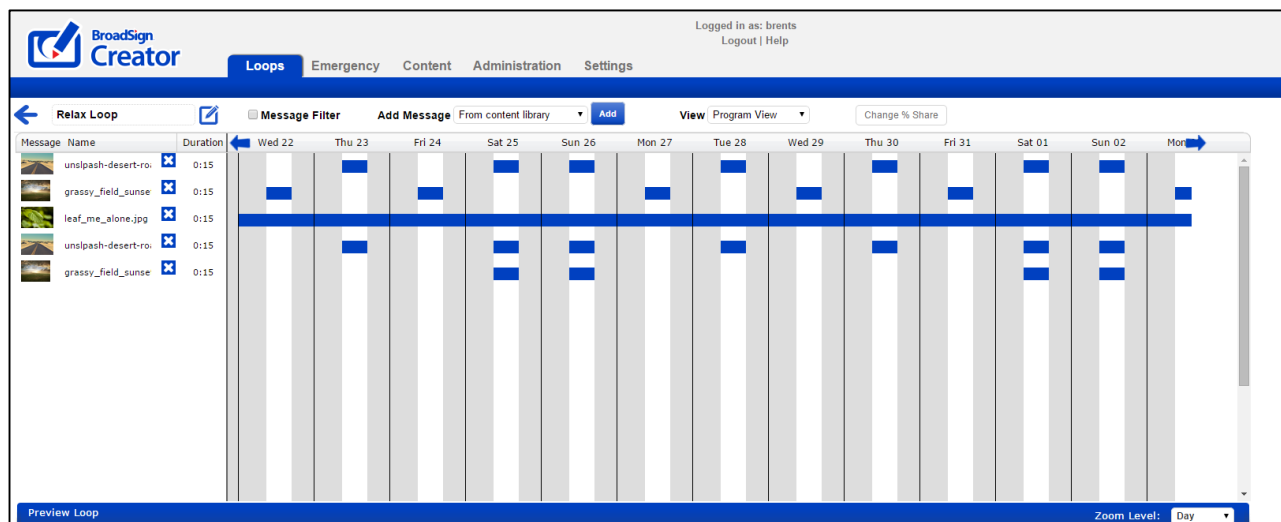 Logged in as: brents
Logout | Help
BroadSign
Creator
Loops Emergency Content Administration Settings
Relax Loop Message Filter Add Message From content library Add View Program View Change % Share
Message Name Duration Wed 22 Thu 23 Fri 24 Sat 25 Sun 26 Mon 27 Tue 28 Wed 29 Thu 30 Fri 31 Sat 01 Sun 02 Mon
unslpash-desert-roa 0:15
grassy_field_sunse 0:15
leaf_me_alone.jpg 0:15
unslpash-desert-roa 0:15
grassy_field_sunse 0:15
Preview Loop Zoom Level: Day